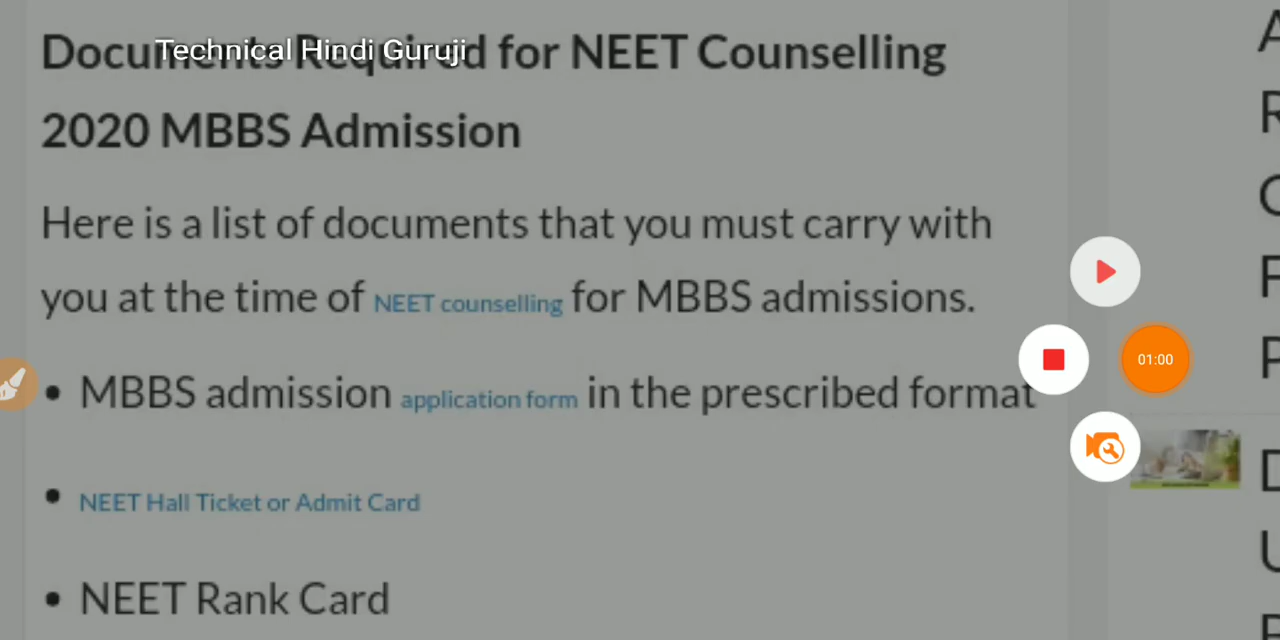 Technical Hindi Guruji
Documents Required for NEET Counselling
2020 MBBS Admission
Here is a list of documents that you must carry with
you at the time of NEET counselling for MBBS admissions.
• MBBS admission application form in the prescribed format
• NEET Hall Ticket or Admit Card
• NEET Rank Card
01:00
A
R
F
P